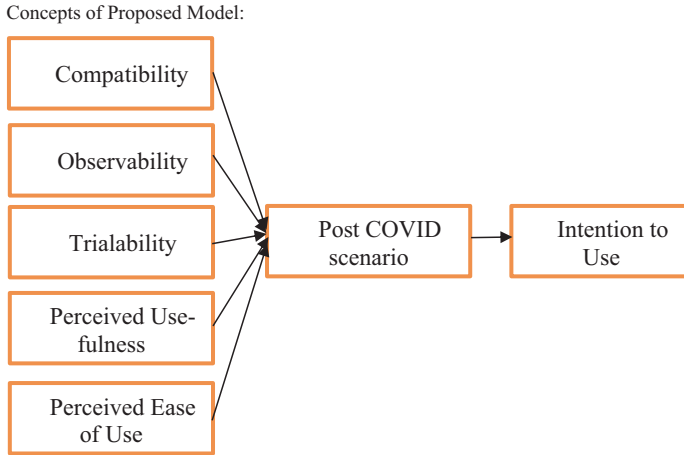 Concepts of Proposed Model:
Compatibility
Observability
Trialability
Perceived Use-
fulness
Perceived Ease
of Use
Post COVID
scenario
Intention to
Use